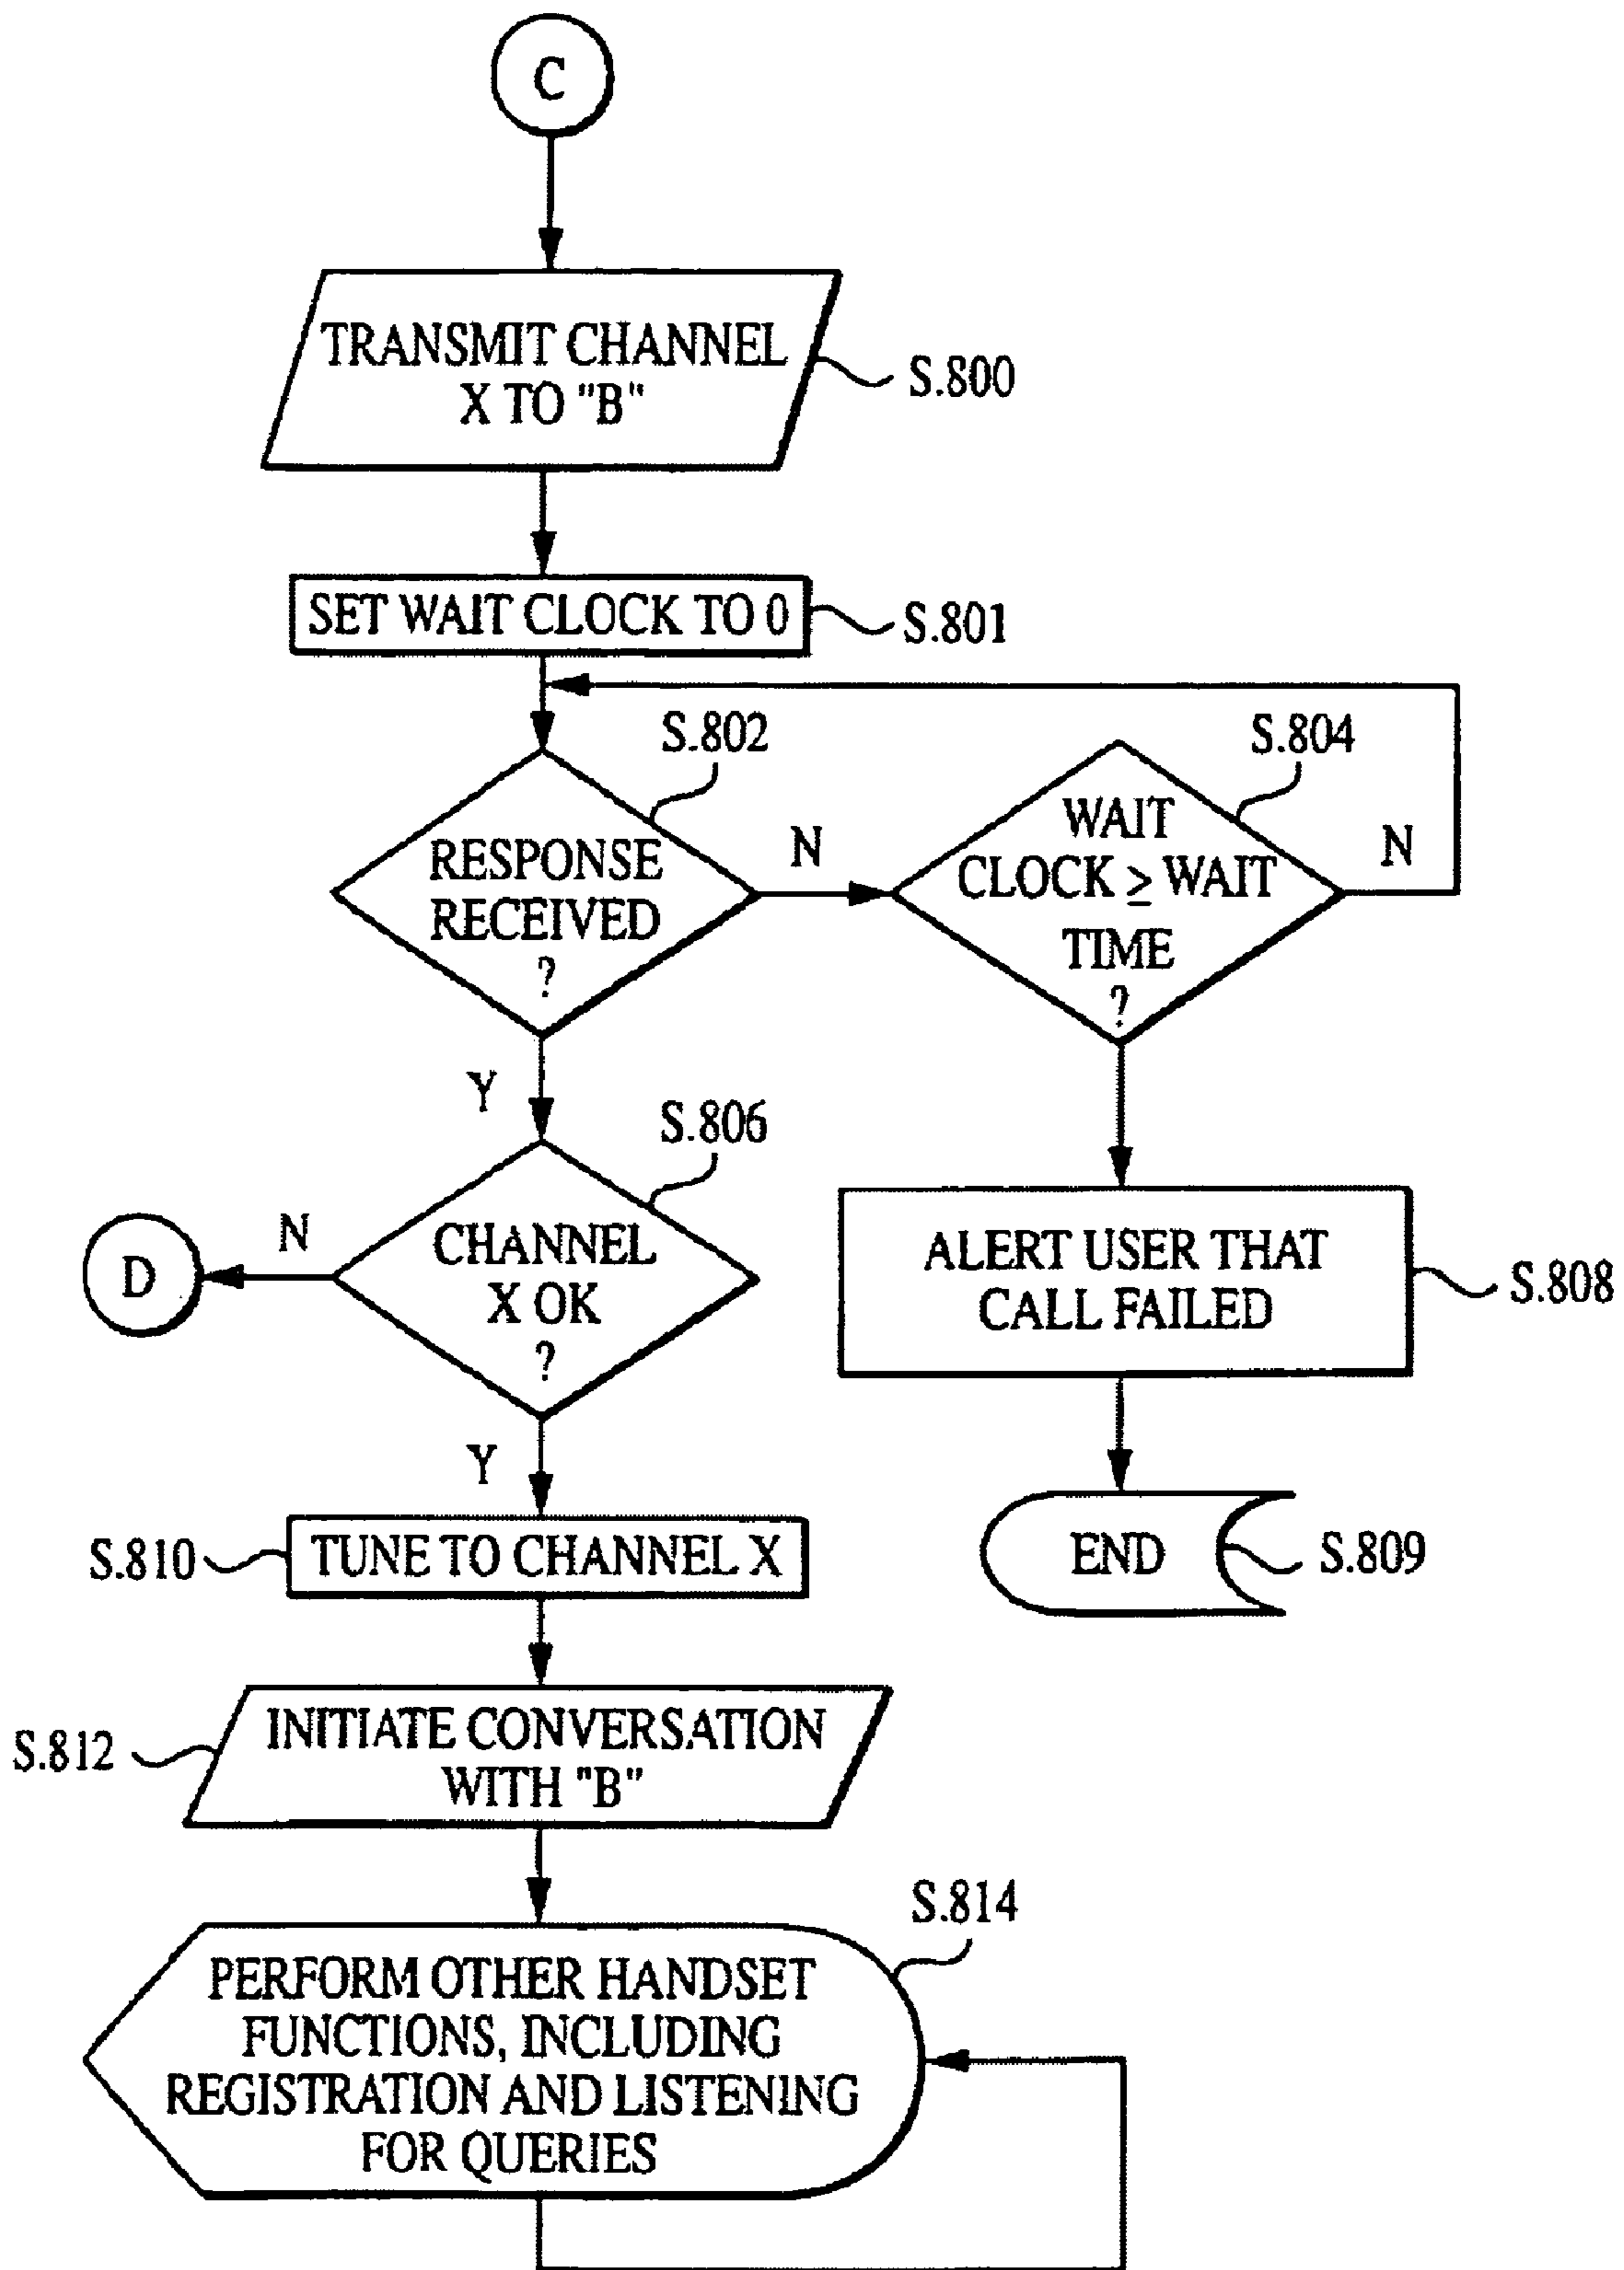 C
TRANSMIT CHANNEL
X TO "B"
S.800
SET WAIT CLOCK TO 0
S.801
S.802
RESPONSE
RECEIVED
?
N
Y
S.804
WAIT
CLOCK ≥ WAIT
TIME
?
N
S.806
CHANNEL
X OK
?
N
D
Y
ALERT USER THAT
CALL FAILED
S.808
END
S.809
S.810
TUNE TO CHANNEL X
S.812
INITIATE CONVERSATION
WITH "B"
S.814
PERFORM OTHER HANDSET
FUNCTIONS, INCLUDING
REGISTRATION AND LISTENING
FOR QUERIES